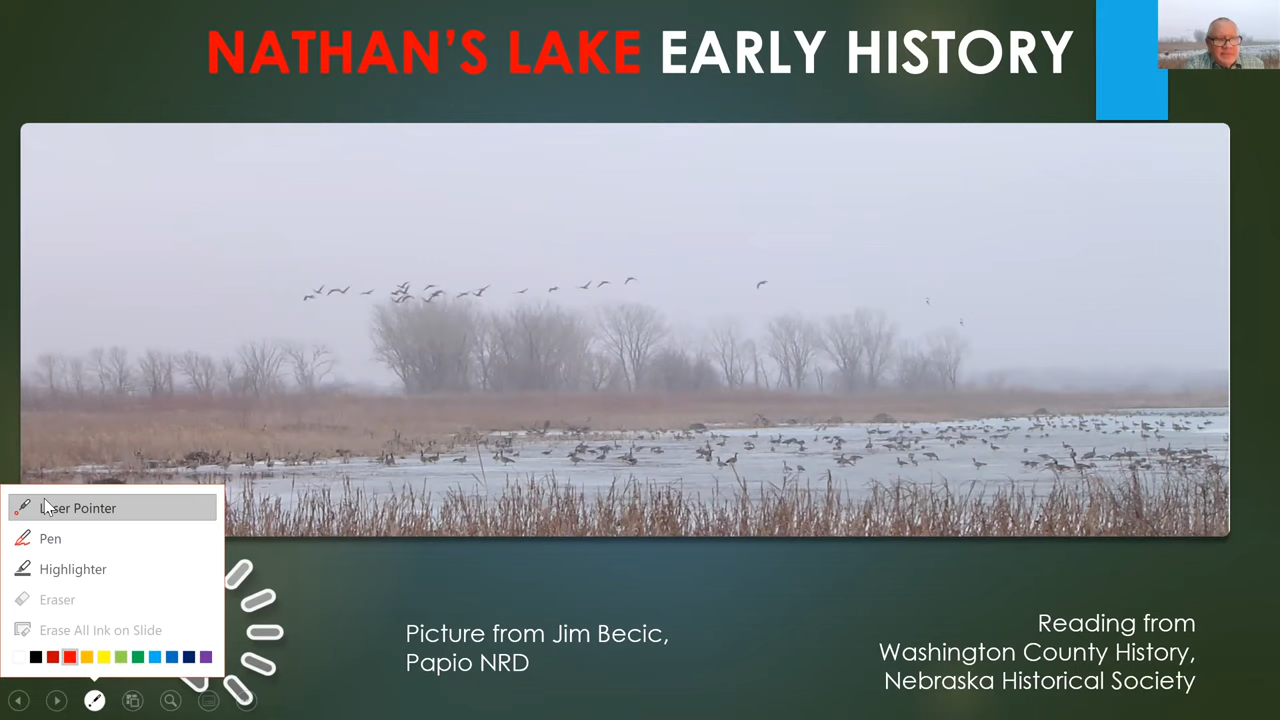 NATHAN'S LAKE EARLY HISTORY
Laser Pointer
Pen
Highlighter
Eraser
Erase All Ink on Slide
Picture from Jim Becic,
Papio NRD
Reading from
Washington County History,
Nebraska Historical Society